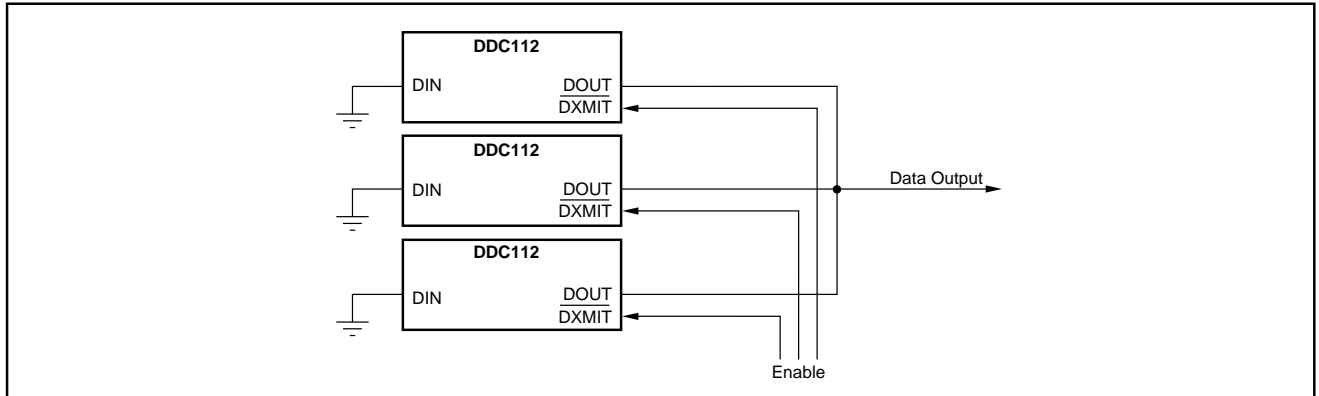 DDC112
DIN DOUT
DXMIT
DDC112
DIN DOUT
DXMIT
Data Output
DDC112
DIN DOUT
DXMIT
Enable